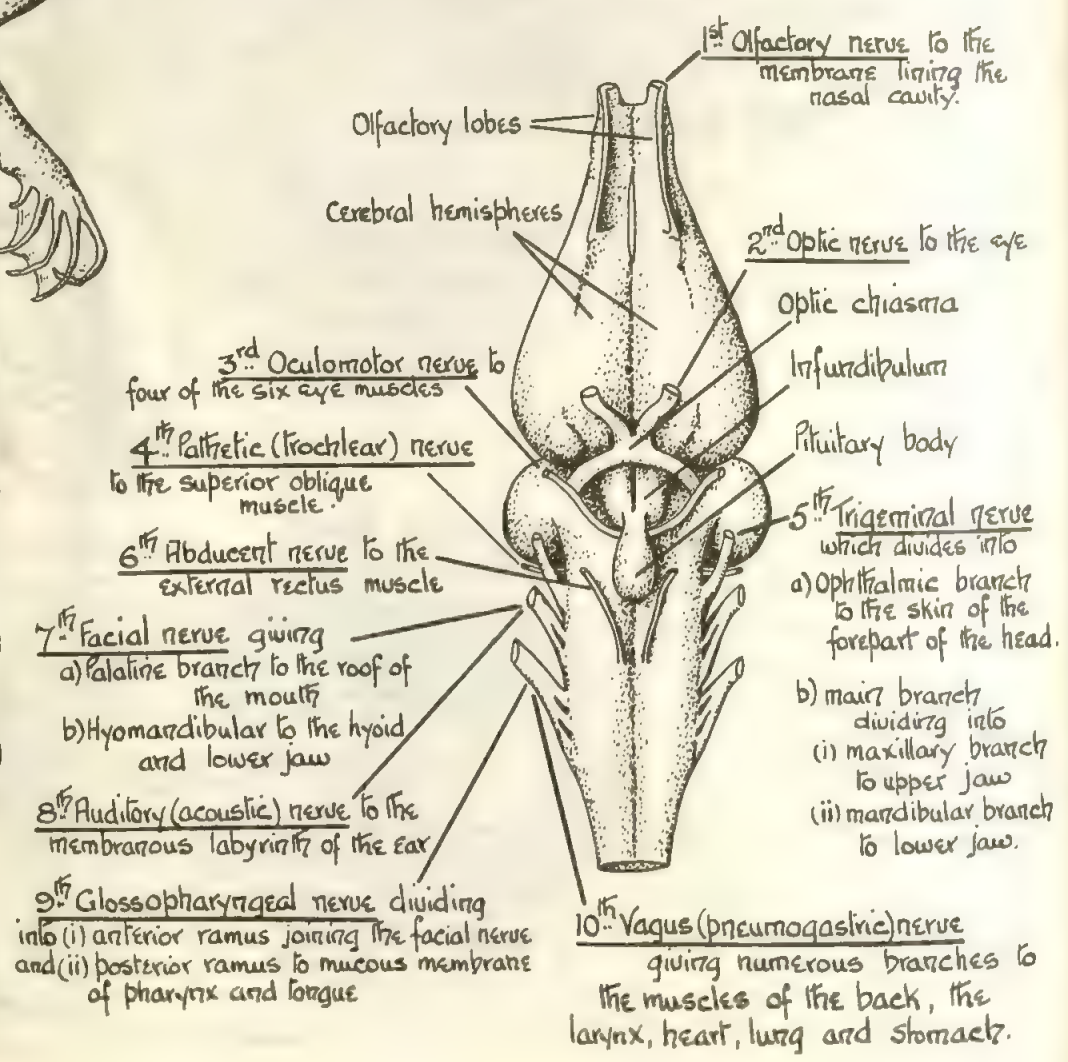 1st Olfactory nerve to the
membrane lining the
nasal cavity.
Olfactory lobes
Cerebral hemispheres
2nd Optic nerve to the eye
Optic chiasma
Infundibulum
Pituitary body
3rd Oculomotor nerve to
four of the six eye muscles
4th Pathetic (trochlear) nerve
to the superior oblique
muscle.
5th Trigeminal nerve
which divides into
a) Ophthalmic branch
to the skin of the
forepart of the head.
b) main branch
dividing into
(i) maxillary branch
to upper jaw
(ii) mandibular branch
to lower jaw.
6th Abducent nerve to the
external rectus muscle
7th Facial nerve giving
a) Palatine branch to the roof of
the mouth
b) Hyomandibular to the hyoid
and lower jaw
8th Auditory (acoustic) nerve to the
membranous labyrinth of the ear
9th Glossopharyngeal nerve dividing
into (i) anterior ramus joining the facial nerve
and (ii) posterior ramus to mucous membrane
of pharynx and tongue
10th Vagus (pneumogastric) nerve
giving numerous branches to
the muscles of the back, the
larynx, heart, lung and stomach.